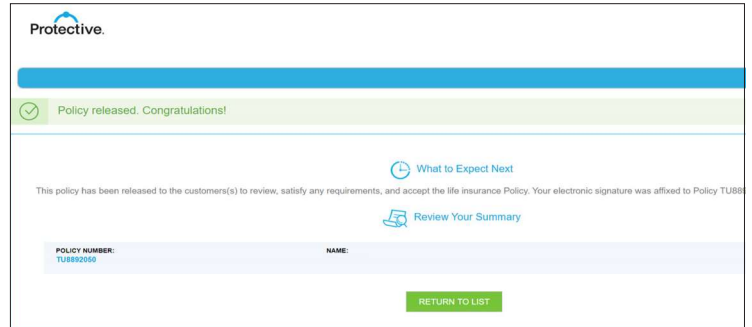 Protective.
Policy released. Congratulations!
What to Expect Next
This policy has been released to the customers(s) to review, satisfy any requirements, and accept the life insurance Policy. Your electronic signature was affixed to Policy TU889
Review Your Summary
POLICY NUMBER: NAME:
TU8892050
RETURN TO LIST